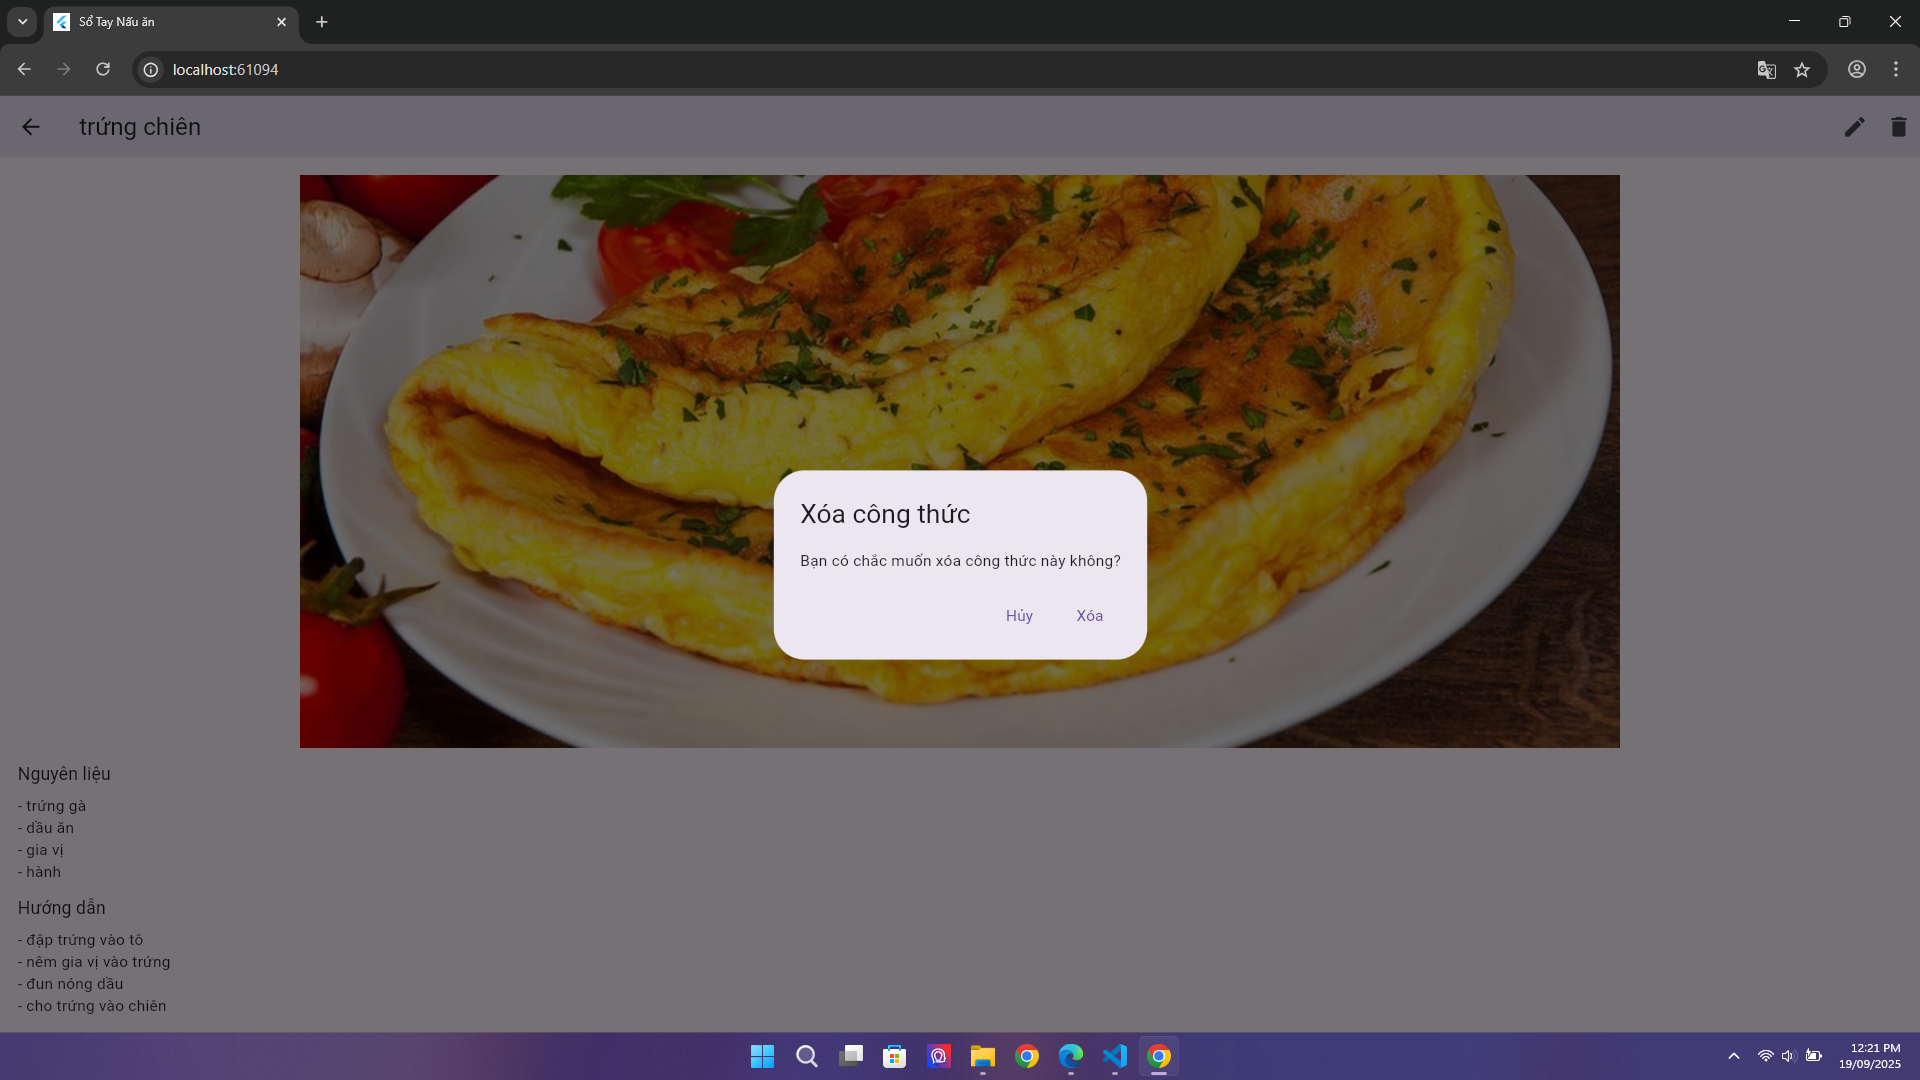 Sổ Tay Nấu ăn
localhost:61094
trứng chiên
Xóa công thức
Bạn có chắc muốn xóa công thức này không?
Hủy
Xóa
Nguyên liệu
- trứng gà
- dầu ăn
- gia vị
- hành
Hướng dẫn
- đập trứng vào tô
- nêm gia vị vào trứng
- đun nóng dầu
- cho trứng vào chiên
12:21 PM
19/09/2025